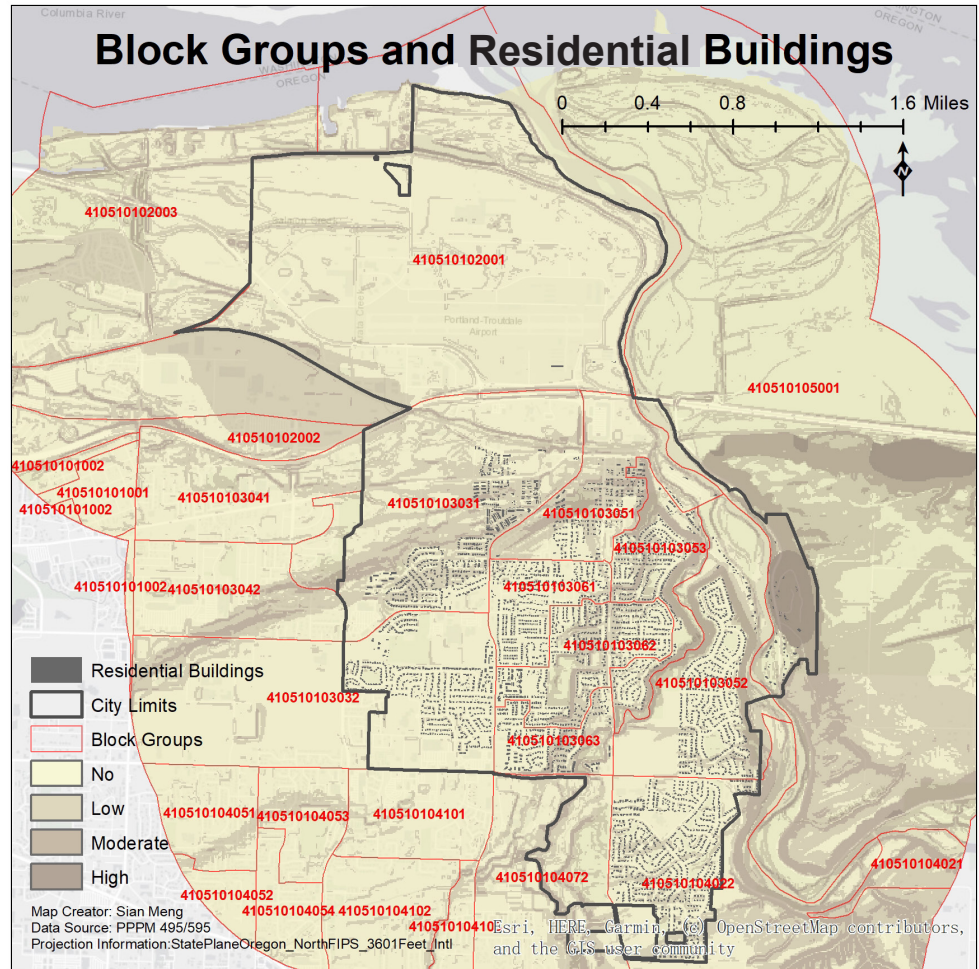 Columbia River
WASHINGTON
OREGON
Block Groups and Residential Buildings
WASHINGTON
OREGON
0 0.4 0.8 1.6 Miles
N
410510102003
410510102001
Portland-Troutdale
Airport
410510105001
410510102002
410510101002
410510101001
410510101002
410510103041
410510103031
410510103051
410510103053
410510101002
410510103042
410510103061
410510103062
410510103052
410510103032
410510103063
Residential Buildings
City Limits
Block Groups
No
Low
Moderate
High
410510104051
410510104053
410510104101
410510104021
410510104072
410510104022
410510104052
410510104054
410510104102
41051010410
Map Creator: Sian Meng
Data Source: PPPM 495/595
Projection Information:StatePlaneOregon_NorthFIPS_3601Feet_Intl
Esri, HERE, Garmin, (c) OpenStreetMap contributors,
and the GIS user community